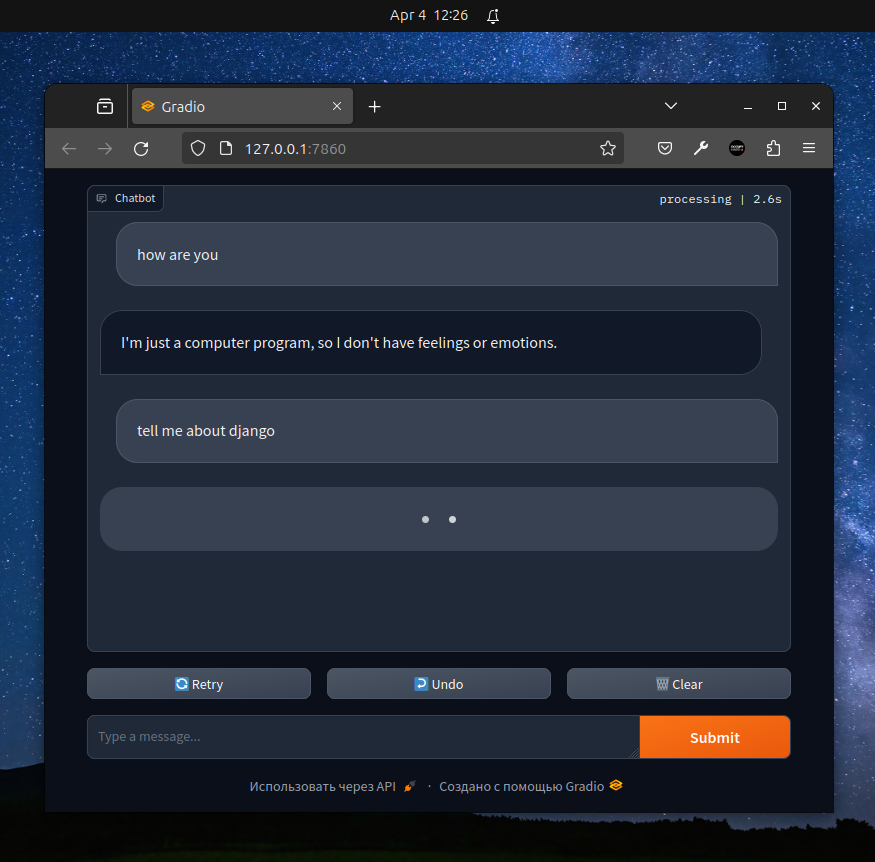 Apr 4 12:26
Gradio
127.0.0.1:7860
Chatbot
processing | 2.6s
how are you
I'm just a computer program, so I don't have feelings or emotions.
tell me about django
Retry
Undo
Clear
Type a message...
Submit
Использовать через API · Создано с помощью Gradio